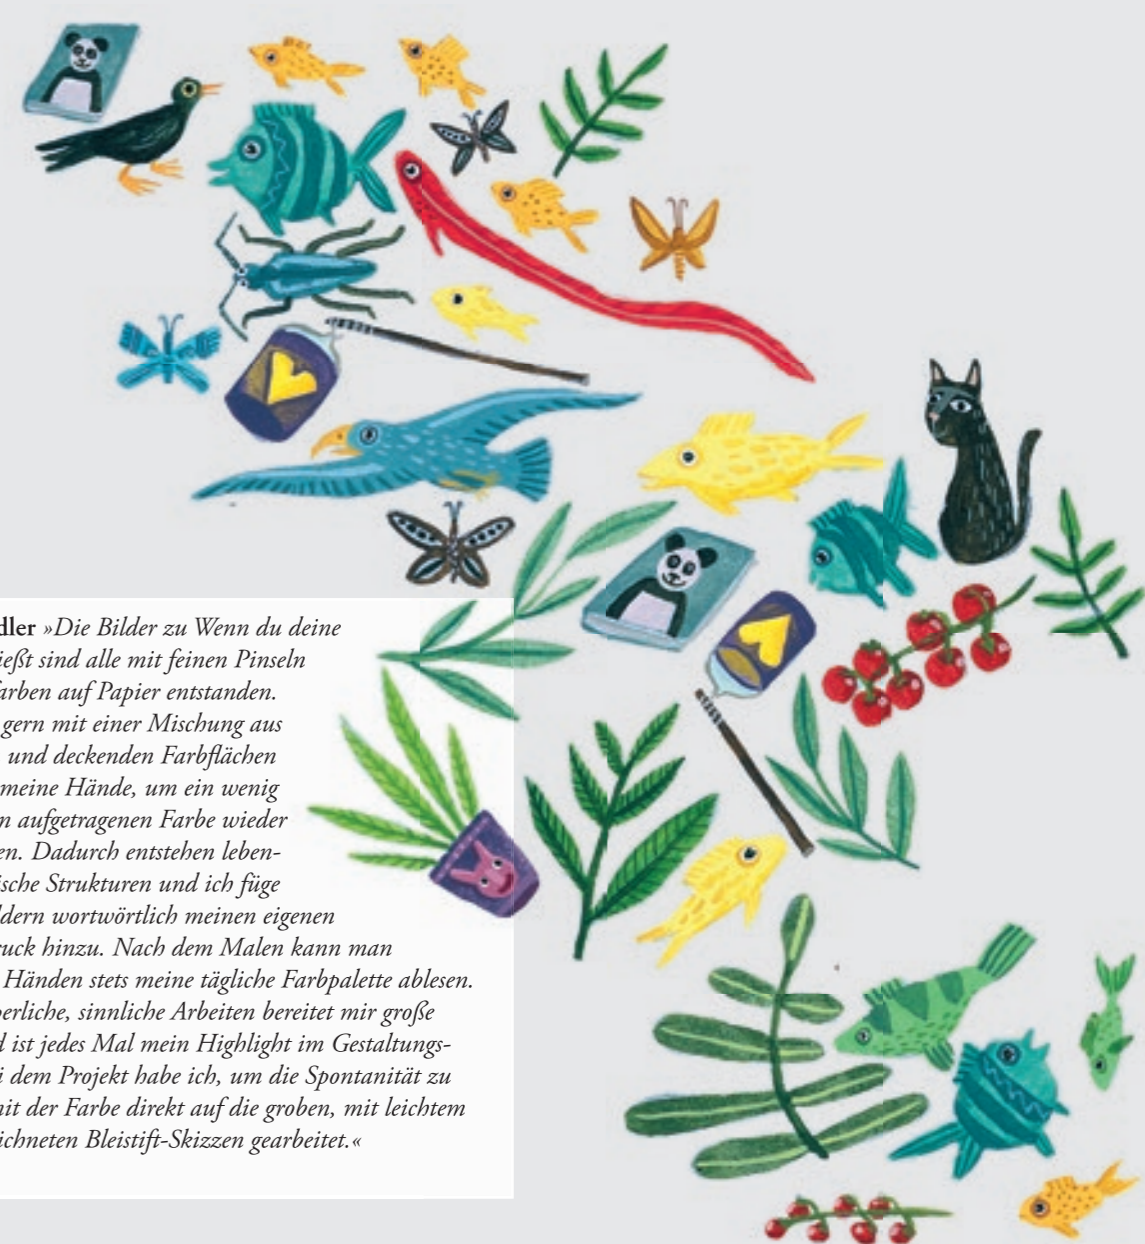 dler »Die Bilder zu Wenn du deine
ießt sind alle mit feinen Pinseln
farben auf Papier entstanden.
gern mit einer Mischung aus
und deckenden Farbflächen
meine Hände, um ein wenig
n aufgetragenen Farbe wieder
en. Dadurch entstehen leben-
ische Strukturen und ich füge
ldern wortwörtlich meinen eigenen
ruck hinzu. Nach dem Malen kann man
Händen stets meine tägliche Farbpalette ablesen.
perliche, sinnliche Arbeiten bereitet mir große
d ist jedes Mal mein Highlight im Gestaltungs-
i dem Projekt habe ich, um die Spontanität zu
mit der Farbe direkt auf die groben, mit leichtem
ichneten Bleistift-Skizzen gearbeitet.«